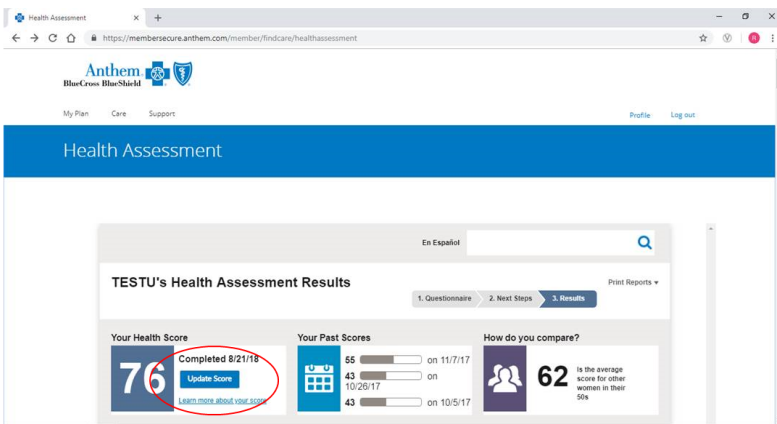 Health Assessment
https://membersecure.anthem.com/member/findcare/healthassessment
R
Anthem
BlueCross BlueShield
My Plan Care Support Profile Log out
Health Assessment
En Español
TESTU's Health Assessment Results
Print Reports
1. Questionnaire 2. Next Steps 3. Results
Your Health Score
76
Completed 8/21/18
Update Score
Learn more about your score
Your Past Scores
55 on 11/7/17
43 on
10/26/17
43 on 10/5/17
How do you compare?
62
Is the average
score for other
women in their
50s